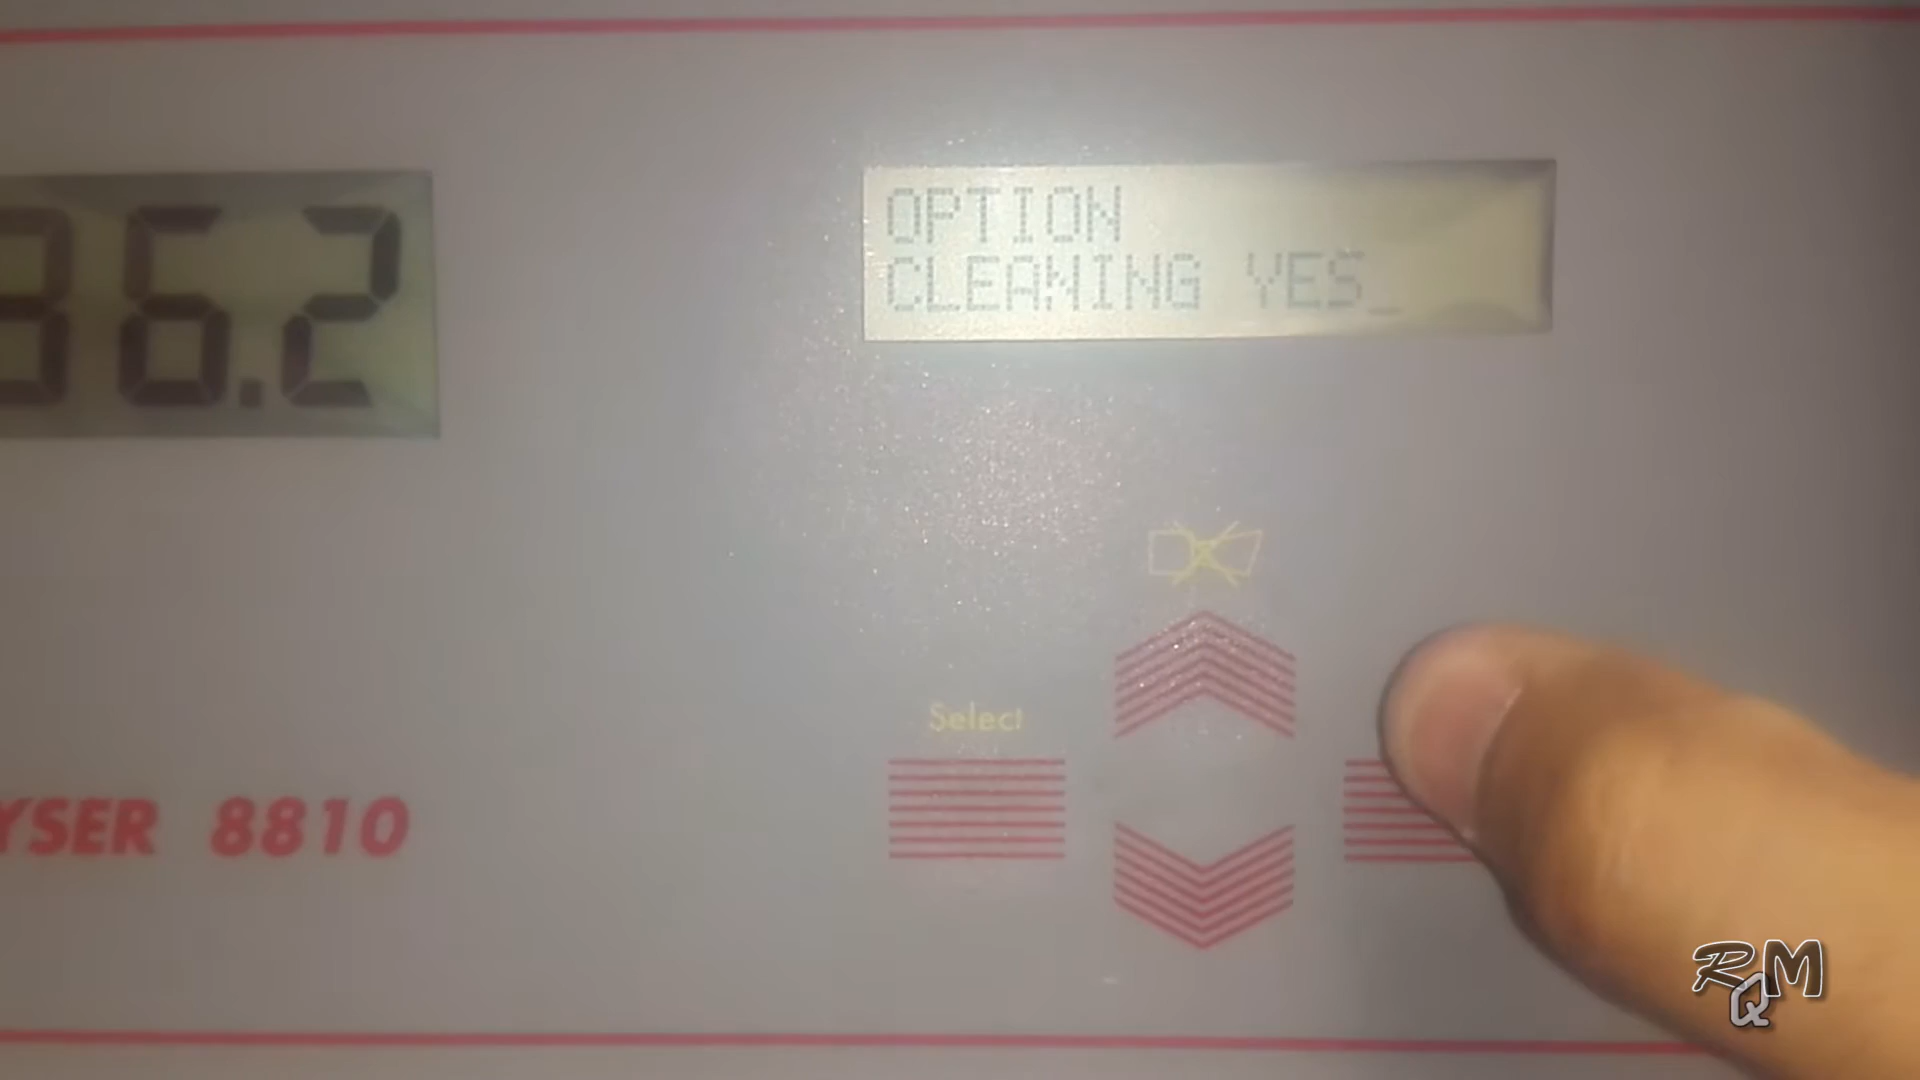 36.2
OPTION
CLEANING YES_
Select
YSER 8810
RQM